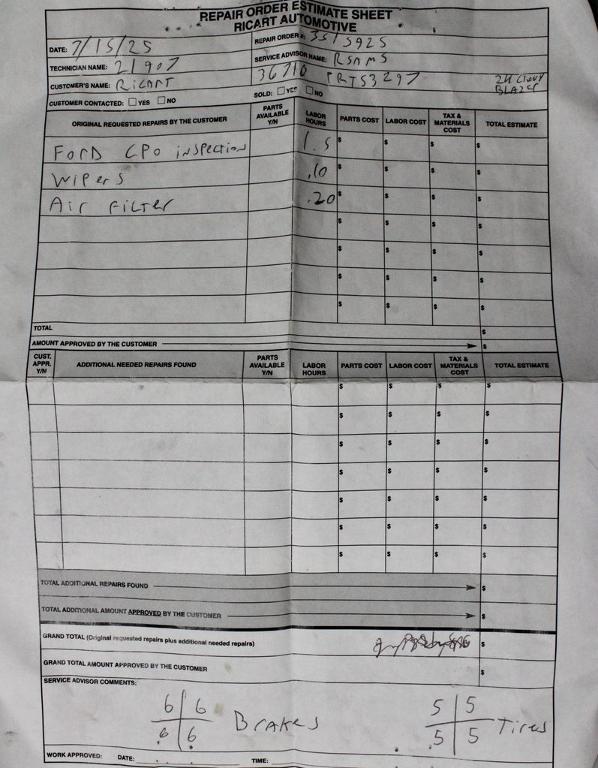 REPAIR ORDER ESTIMATE SHEET
RICART AUTOMOTIVE
DATE: 7/15/25 REPAIR ORDER #: 3515925
TECHNICIAN NAME: 21907 SERVICE ADVISOR NAME: RSAMS
CUSTOMER'S NAME: RicArT 36716 PRTS3297 24 CHevy BLAZer
CUSTOMER CONTACTED: ☐ YES ☐ NO SOLD: ☐ YES ☐ NO
ORIGINAL REQUESTED REPAIRS BY THE CUSTOMER PARTS AVAILABLE Y/N LABOR HOURS PARTS COST LABOR COST TAX & MATERIALS COST TOTAL ESTIMATE
Ford CPO inspection 1.5 $ $ $ $
Wipers .10 $ $ $ $
Air Filter .20 $ $ $ $
$ $ $ $
$ $ $ $
$ $ $ $
$ $ $ $
TOTAL $
AMOUNT APPROVED BY THE CUSTOMER $
CUST. APPR. Y/N ADDITIONAL NEEDED REPAIRS FOUND PARTS AVAILABLE Y/N LABOR HOURS PARTS COST LABOR COST TAX & MATERIALS COST TOTAL ESTIMATE
$ $ $ $
$ $ $ $
$ $ $ $
$ $ $ $
$ $ $ $
$ $ $ $
$ $ $ $
TOTAL ADDITIONAL REPAIRS FOUND $
TOTAL ADDITIONAL AMOUNT APPROVED BY THE CUSTOMER $
GRAND TOTAL (Original requested repairs plus additional needed repairs) $
GRAND TOTAL AMOUNT APPROVED BY THE CUSTOMER $
SERVICE ADVISOR COMMENTS:
6 6 5 5
Brakes Tires
6 6 5 5
WORK APPROVED: DATE: TIME: